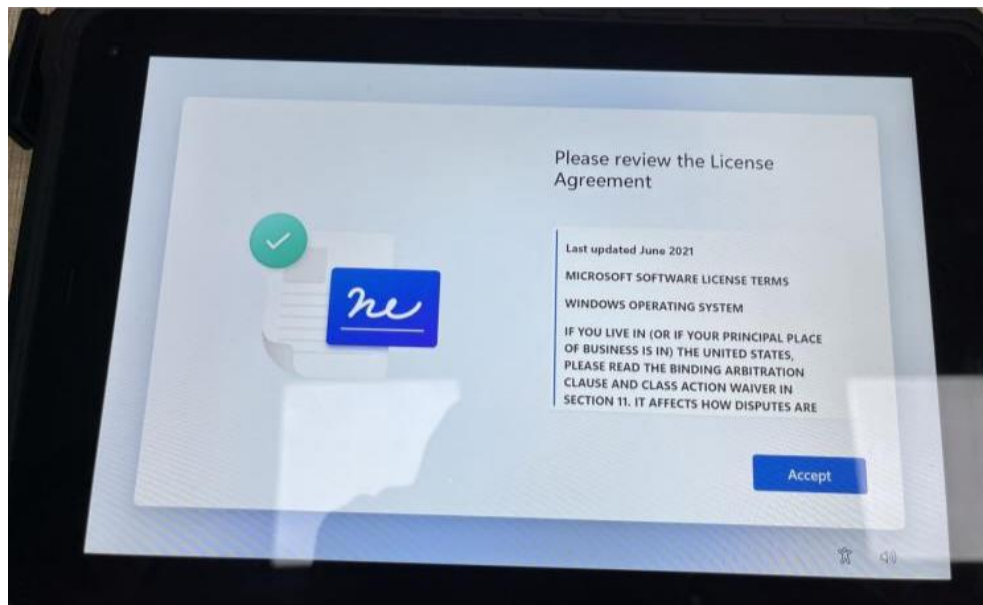 Please review the License
Agreement
Last updated June 2021
MICROSOFT SOFTWARE LICENSE TERMS
WINDOWS OPERATING SYSTEM
IF YOU LIVE IN (OR IF YOUR PRINCIPAL PLACE
OF BUSINESS IS IN) THE UNITED STATES,
PLEASE READ THE BINDING ARBITRATION
CLAUSE AND CLASS ACTION WAIVER IN
SECTION 11. IT AFFECTS HOW DISPUTES ARE
Accept